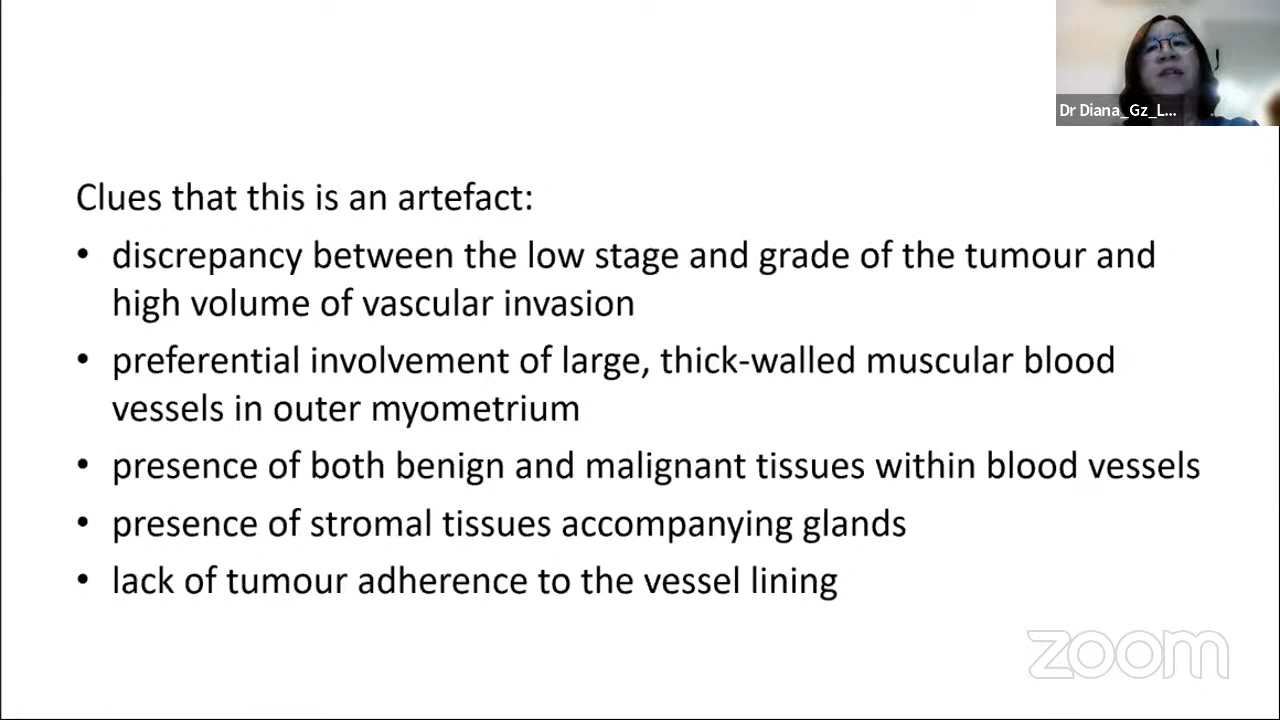 Dr Diana_Gz_L...
Clues that this is an artefact:
• discrepancy between the low stage and grade of the tumour and
high volume of vascular invasion
• preferential involvement of large, thick-walled muscular blood
vessels in outer myometrium
• presence of both benign and malignant tissues within blood vessels
• presence of stromal tissues accompanying glands
• lack of tumour adherence to the vessel lining
zoom